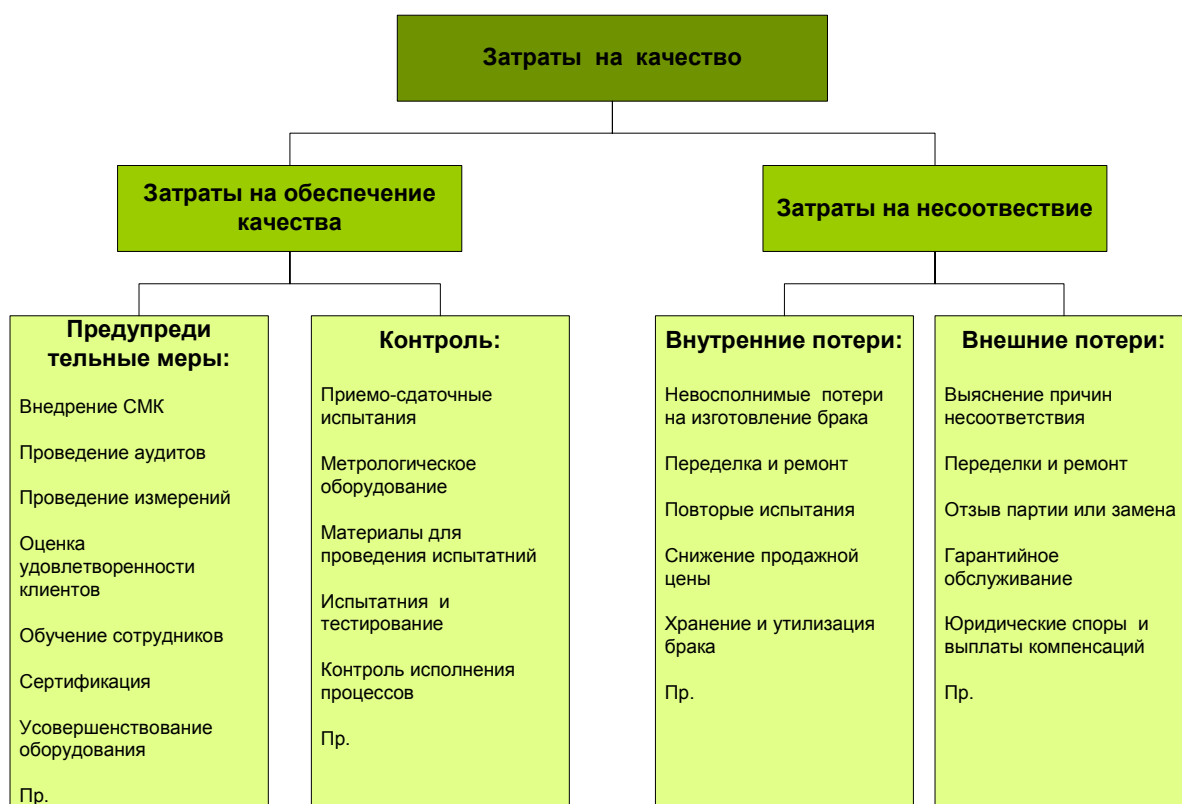 Затраты на качество
Затраты на обеспечение
качества
Затраты на несоотвествие
Предупреди
тельные меры:
Внедрение СМК
Проведение аудитов
Проведение измерений
Оценка
удовлетворенности
клиентов
Обучение сотрудников
Сертификация
Усовершенствование
оборудования
Пр.
Контроль:
Приемо-сдаточные
испытания
Метрологическое
оборудование
Материалы для
проведения испытатний
Испытатния и
тестирование
Контроль исполнения
процессов
Пр.
Внутренние потери:
Невосполнимые потери
на изготовление брака
Переделка и ремонт
Повторые испытания
Снижение продажной
цены
Хранение и утилизация
брака
Пр.
Внешние потери:
Выяснение причин
несоответствия
Переделки и ремонт
Отзыв партии или замена
Гарантийное
обслуживание
Юридические споры и
выплаты компенсаций
Пр.